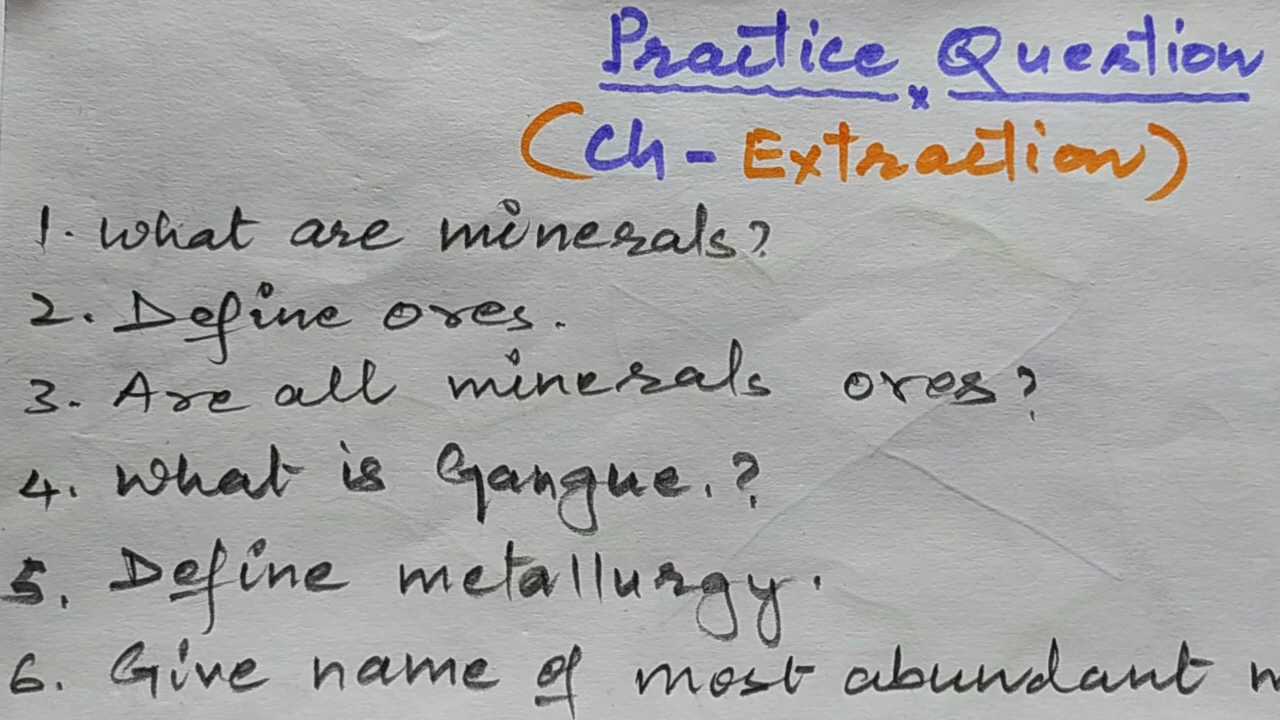 Practice Question
(Ch - Extraction)
1. What are minerals?
2. Define ores.
3. Are all minerals ores?
4. What is Gangue.?
5. Define metallurgy.
6. Give name of most abundant